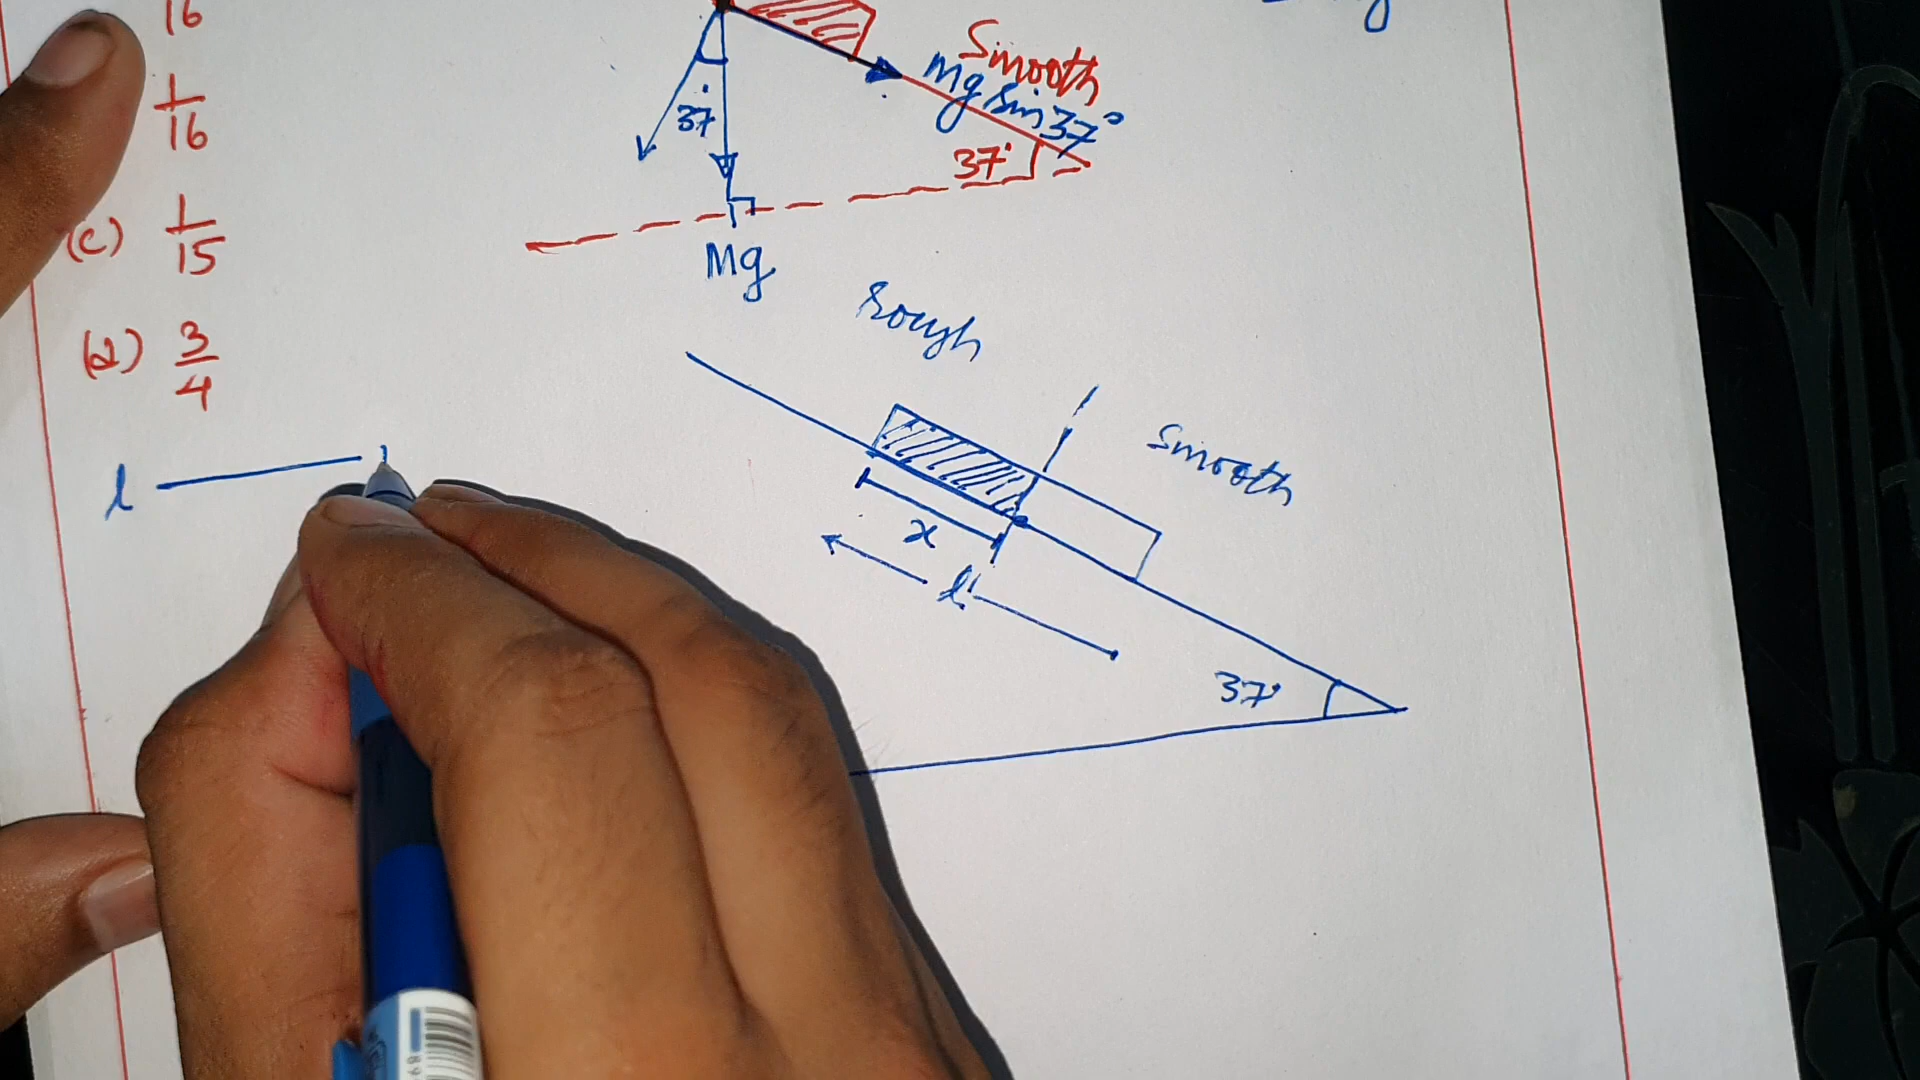 16
1
16
(c) 1
15
(d) 3
4
Smooth
Mg sin 37°
37°
37°
Mg
rough
Smooth
x
l
37°
l